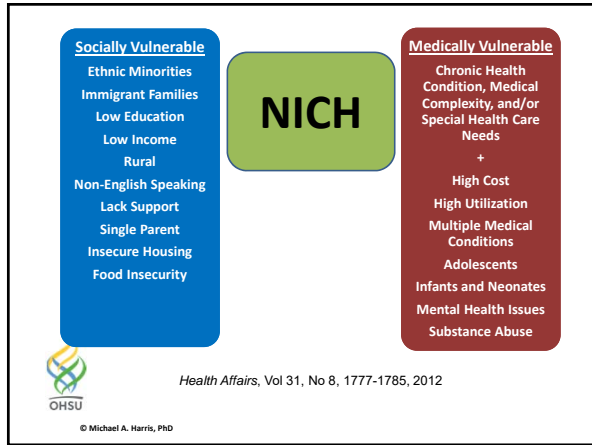 Socially Vulnerable
Ethnic Minorities
Immigrant Families
Low Education
Low Income
Rural
Non-English Speaking
Lack Support
Single Parent
Insecure Housing
Food Insecurity
NICH
Medically Vulnerable
Chronic Health
Condition, Medical
Complexity, and/or
Special Health Care
Needs
+
High Cost
High Utilization
Multiple Medical
Conditions
Adolescents
Infants and Neonates
Mental Health Issues
Substance Abuse
Health Affairs, Vol 31, No 8, 1777-1785, 2012
OHSU
© Michael A. Harris, PhD